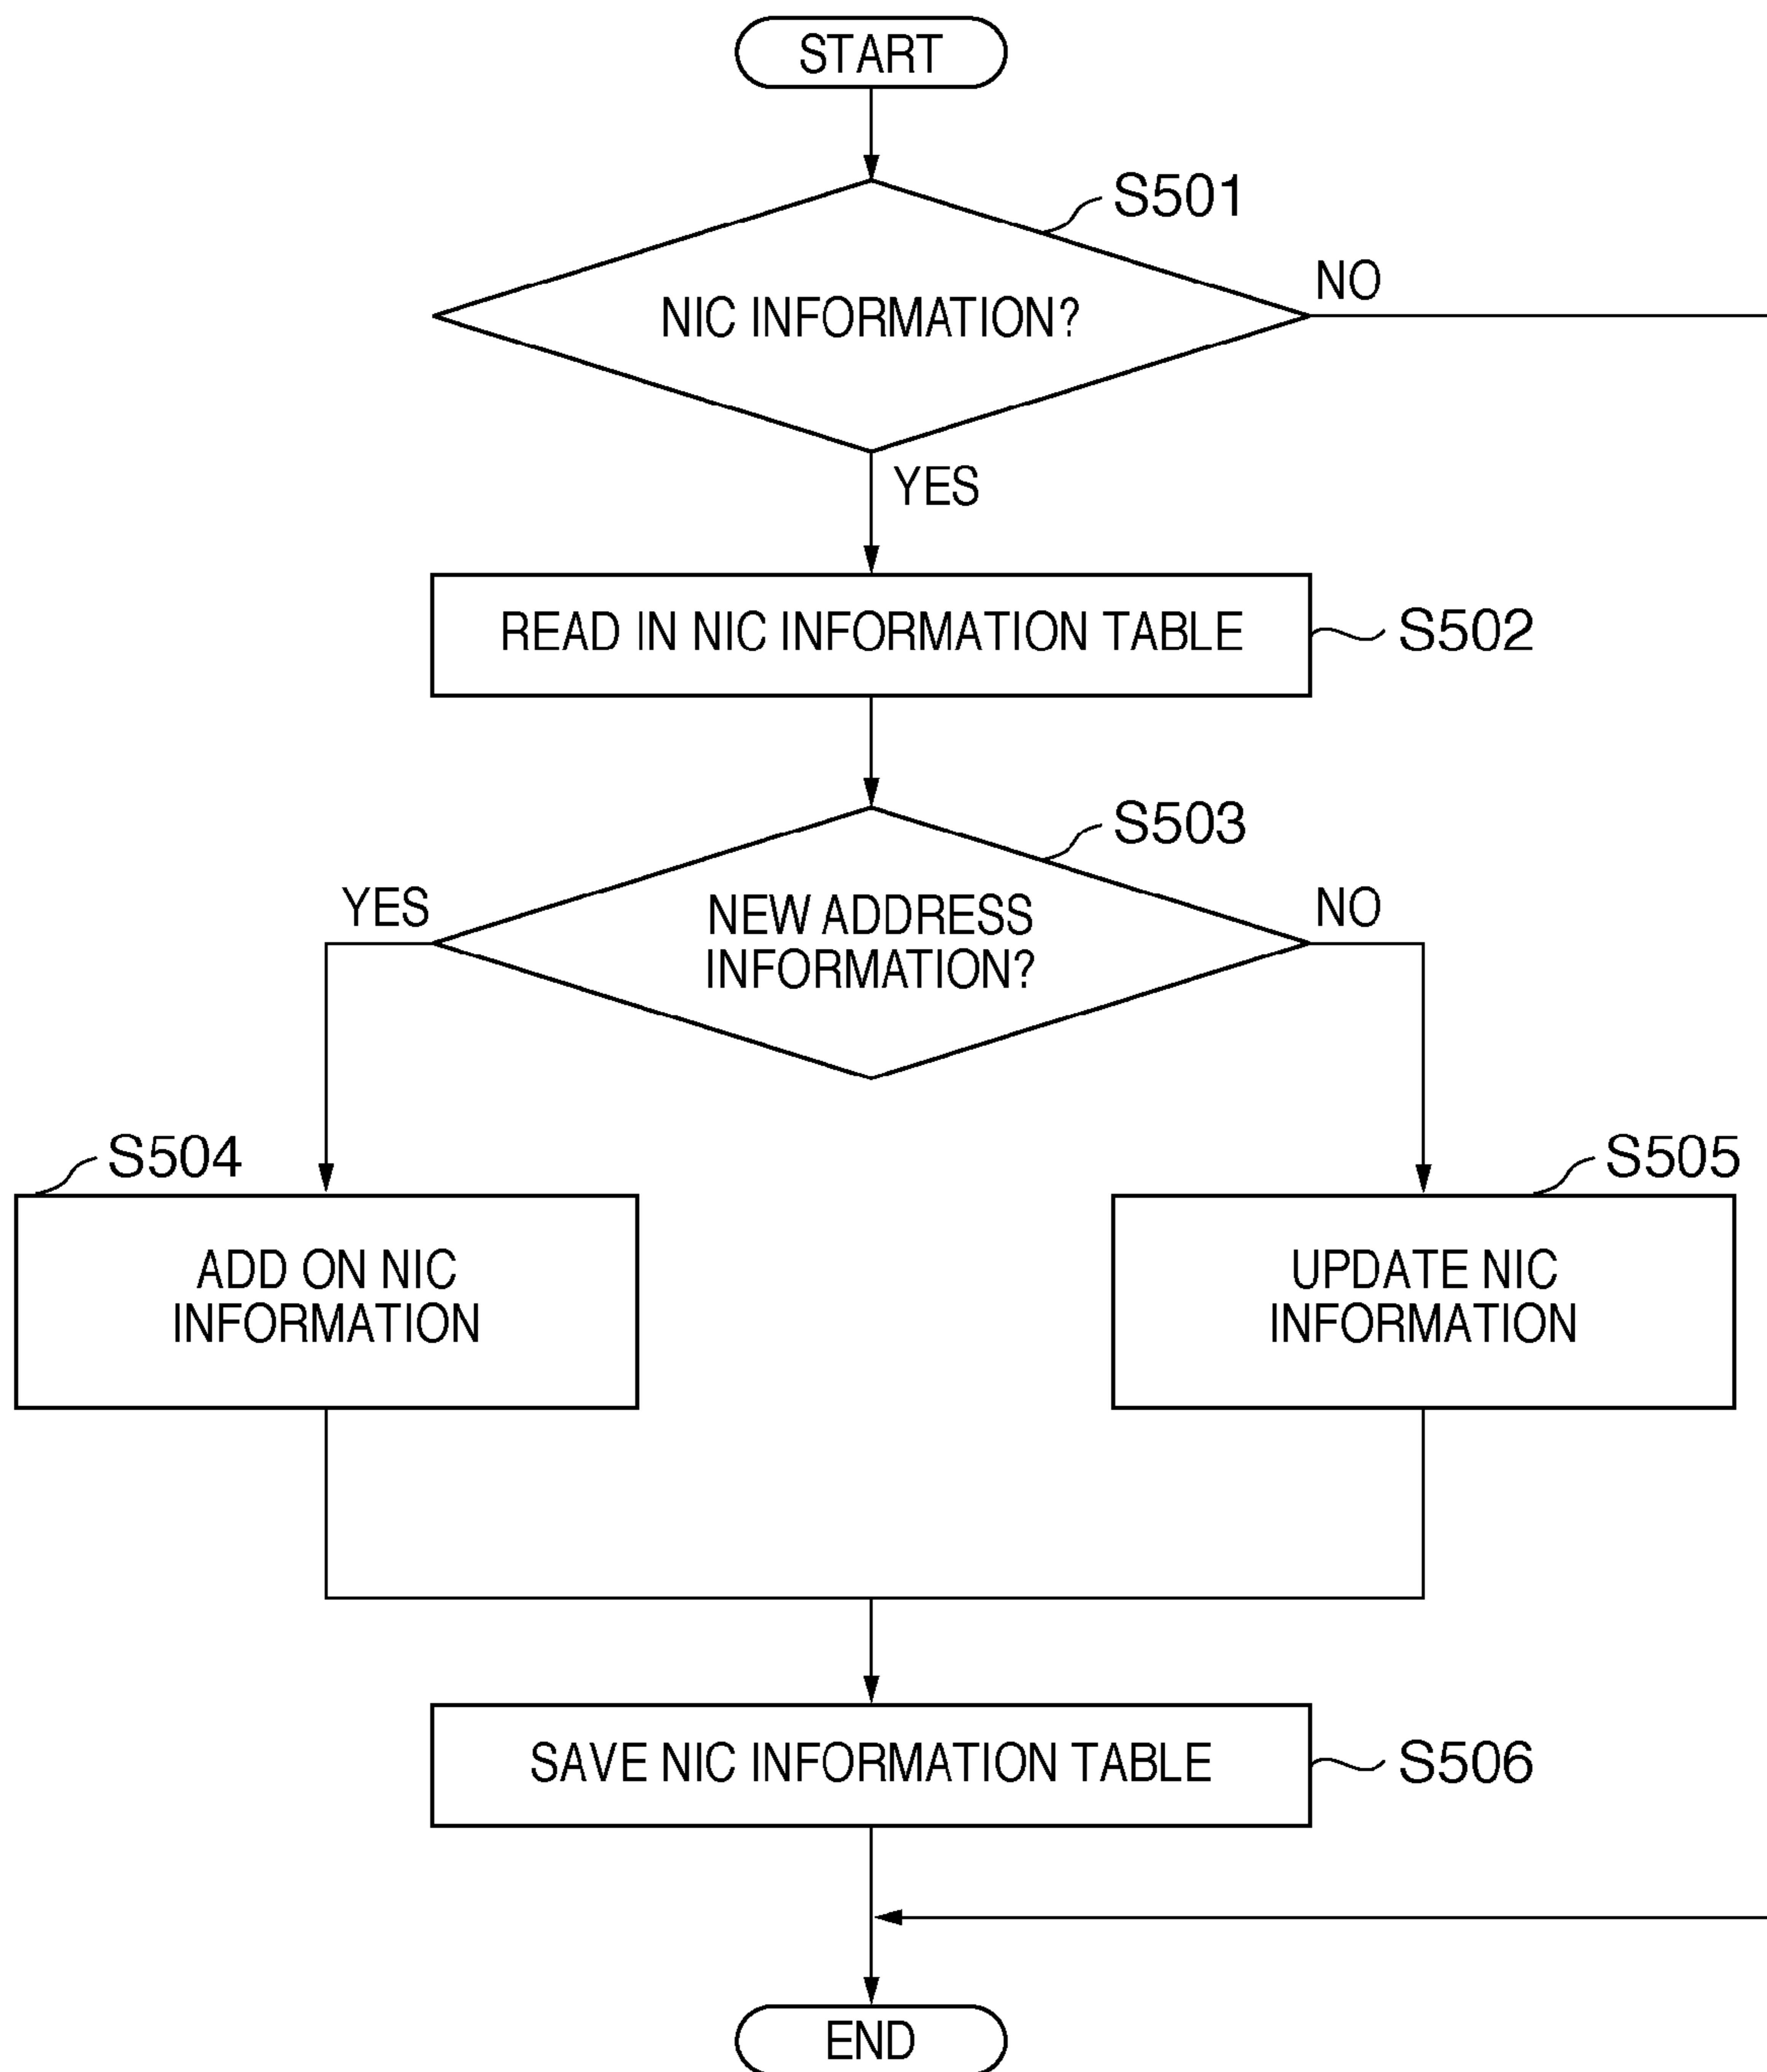 START
S501
NIC INFORMATION?
NO
YES
READ IN NIC INFORMATION TABLE
S502
S503
YES
NEW ADDRESS
INFORMATION?
NO
S504
S505
ADD ON NIC
INFORMATION
UPDATE NIC
INFORMATION
SAVE NIC INFORMATION TABLE
S506
END